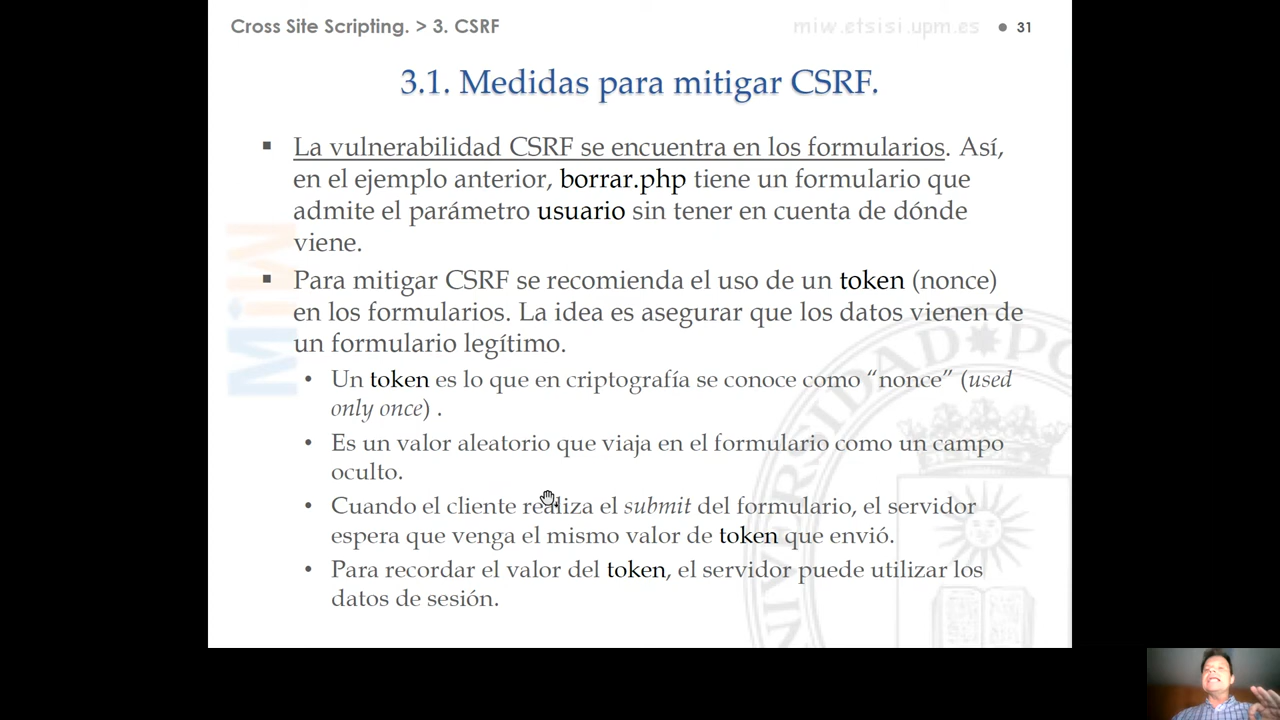 Cross Site Scripting. > 3. CSRF
miw.etsisi.upm.es
31
3.1. Medidas para mitigar CSRF.
La vulnerabilidad CSRF se encuentra en los formularios. Así,
en el ejemplo anterior, borrar.php tiene un formulario que
admite el parámetro usuario sin tener en cuenta de dónde
viene.
Para mitigar CSRF se recomienda el uso de un token (nonce)
en los formularios. La idea es asegurar que los datos vienen de
un formulario legítimo.
Un token es lo que en criptografía se conoce como “nonce” (used
only once) .
Es un valor aleatorio que viaja en el formulario como un campo
oculto.
Cuando el cliente realiza el submit del formulario, el servidor
espera que venga el mismo valor de token que envió.
Para recordar el valor del token, el servidor puede utilizar los
datos de sesión.
MiW